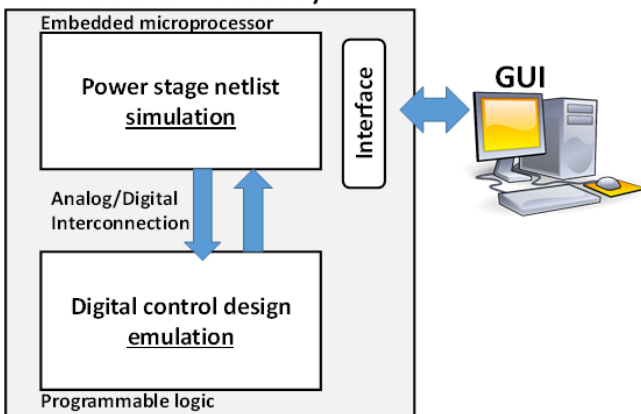 Embedded microprocessor
Power stage netlist
simulation
Interface
GUI
Analog/Digital
Interconnection
Digital control design
emulation
Programmable logic